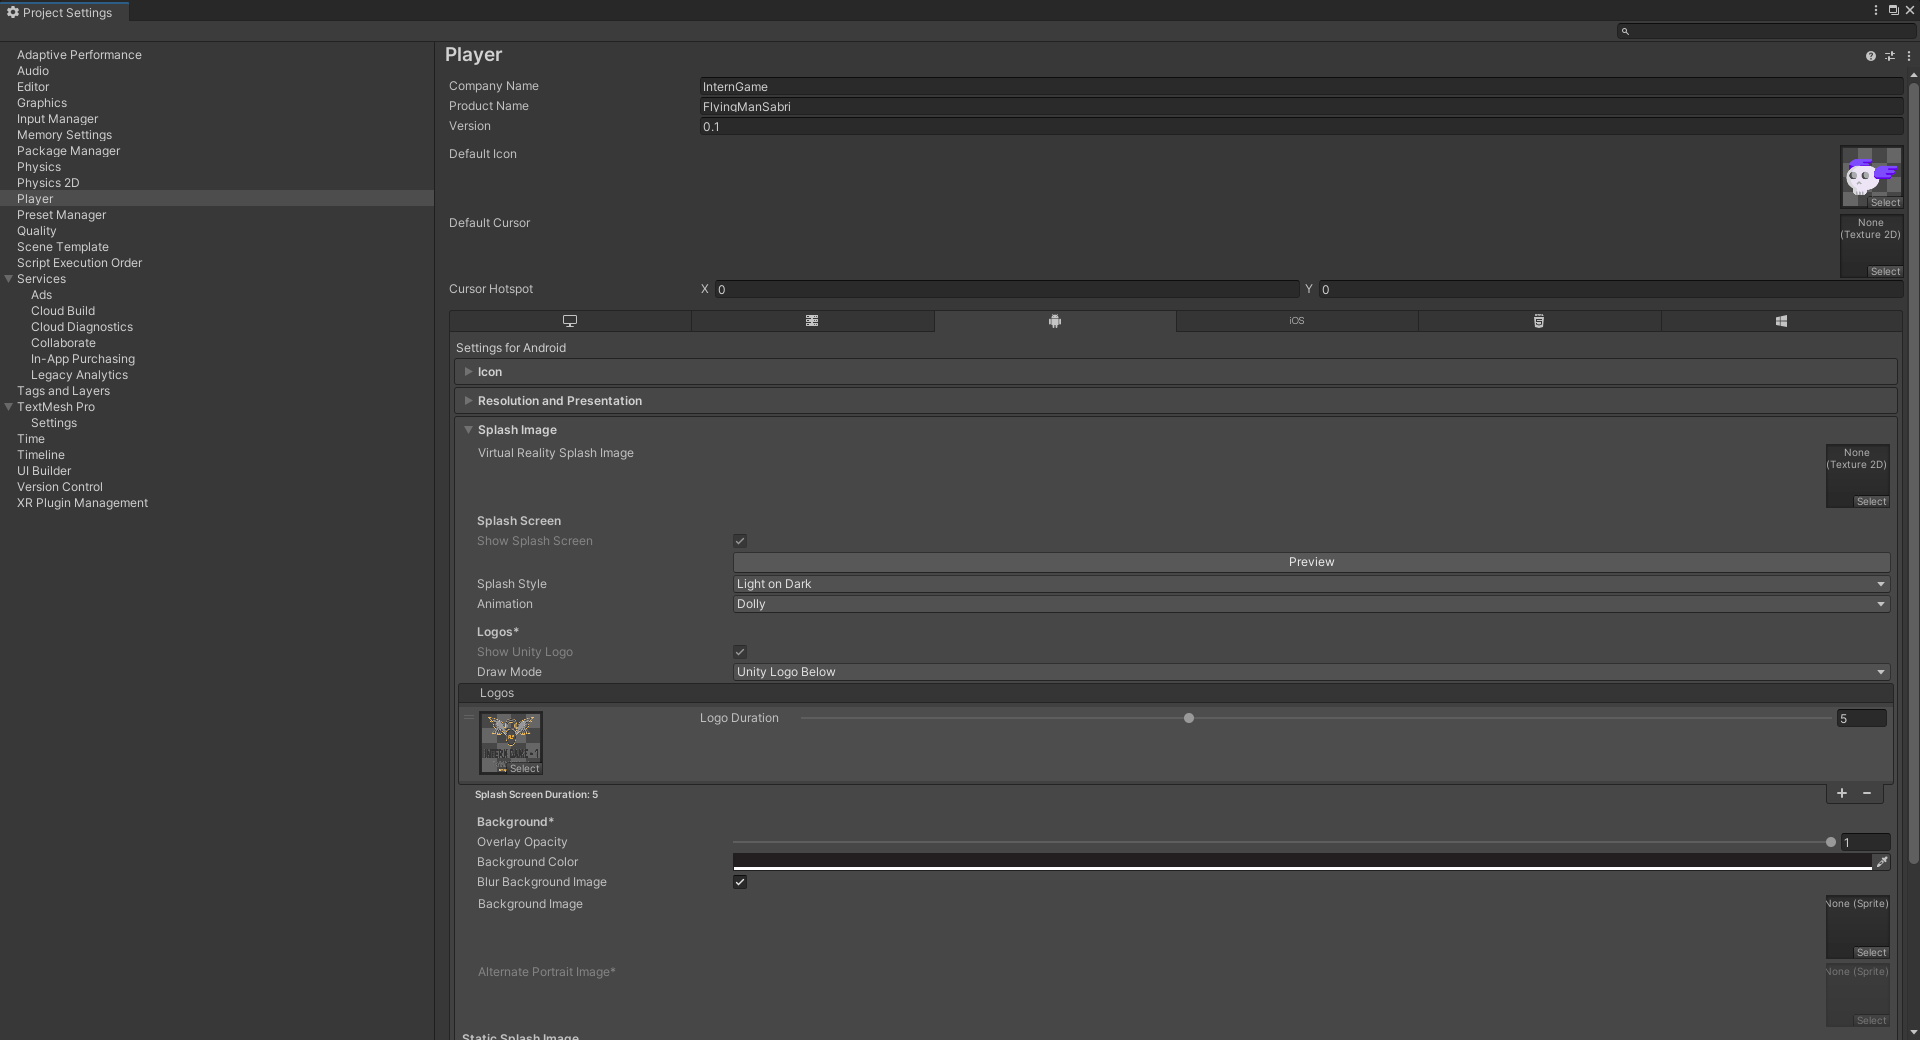 Project Settings
Adaptive Performance
Audio
Editor
Graphics
Input Manager
Memory Settings
Package Manager
Physics
Physics 2D
Player
Preset Manager
Quality
Scene Template
Script Execution Order
Services
Ads
Cloud Build
Cloud Diagnostics
Collaborate
In-App Purchasing
Legacy Analytics
Tags and Layers
TextMesh Pro
Settings
Time
Timeline
UI Builder
Version Control
XR Plugin Management
Player
Company Name InternGame
Product Name FlyingManSabri
Version 0.1
Default Icon
Select
Default Cursor
None
(Texture 2D)
Select
Cursor Hotspot X 0 Y 0
iOS
Settings for Android
Icon
Resolution and Presentation
Splash Image
Virtual Reality Splash Image
None
(Texture 2D)
Select
Splash Screen
Show Splash Screen
Preview
Splash Style Light on Dark
Animation Dolly
Logos*
Show Unity Logo
Draw Mode Unity Logo Below
Logos
Logo Duration 5
Select
Splash Screen Duration: 5
Background*
Overlay Opacity 1
Background Color
Blur Background Image
Background Image
None (Sprite)
Select
Alternate Portrait Image*
None (Sprite)
Select
Static Splash Image